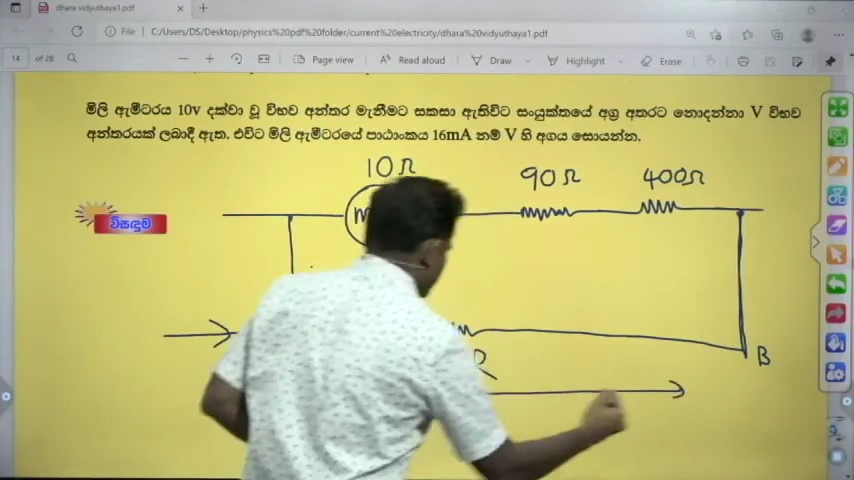 dhara vidyuthaya1.pdf
File C:/Users/DS/Desktop/physics%20pdf%20folder/current%20electricity/dhara%20vidyuthaya1.pdf
14 of 28 Page view Read aloud Draw Highlight Erase
මිලි ඇමීටරය 10v දක්වා වූ විභව අන්තර මැනීමට සකසා ඇතිවිට සංයුක්තයේ අග්‍ර අතරට නොදන්නා V විභව
අන්තරයක් ලබාදී ඇත. එවිට මිලි ඇමීටරයේ පාඨාංකය 16mA නම් V හි අගය සොයන්න.
10Ω
90Ω 400Ω
විසඳුම
R
B